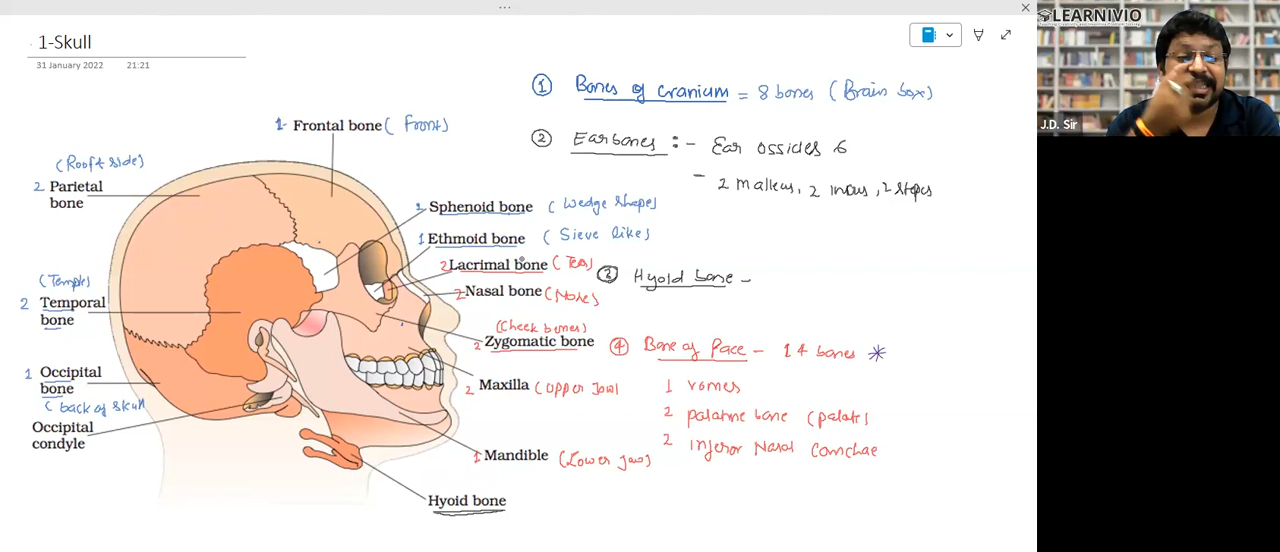 1-Skull
31 January 2022 21:21
LEARNIVIO
J.D. Sir
① Bones of cranium = 8 bones (Brain box)
② Ear bones :- Ear ossicles 6
- 2 malleus, 2 incus, 2 stapes
③ Hyoid bone -
④ Bone of Face - 14 bones *
1 vomer
2 palatine bone (palate)
2 Inferior Nasal Conchae
1- Frontal bone (Front)
(Roof & side)
2 Parietal
bone
1 Sphenoid bone (Wedge shape)
1 Ethmoid bone (Sieve like)
2 Lacrimal bone (Tear)
2 Nasal bone (Nose)
(Cheek bones)
2 Zygomatic bone
(Temple)
2 Temporal
bone
1 Occipital
bone
(back of skull)
Occipital
condyle
2 Maxilla (Upper Jaw)
1 Mandible (Lower Jaw)
Hyoid bone